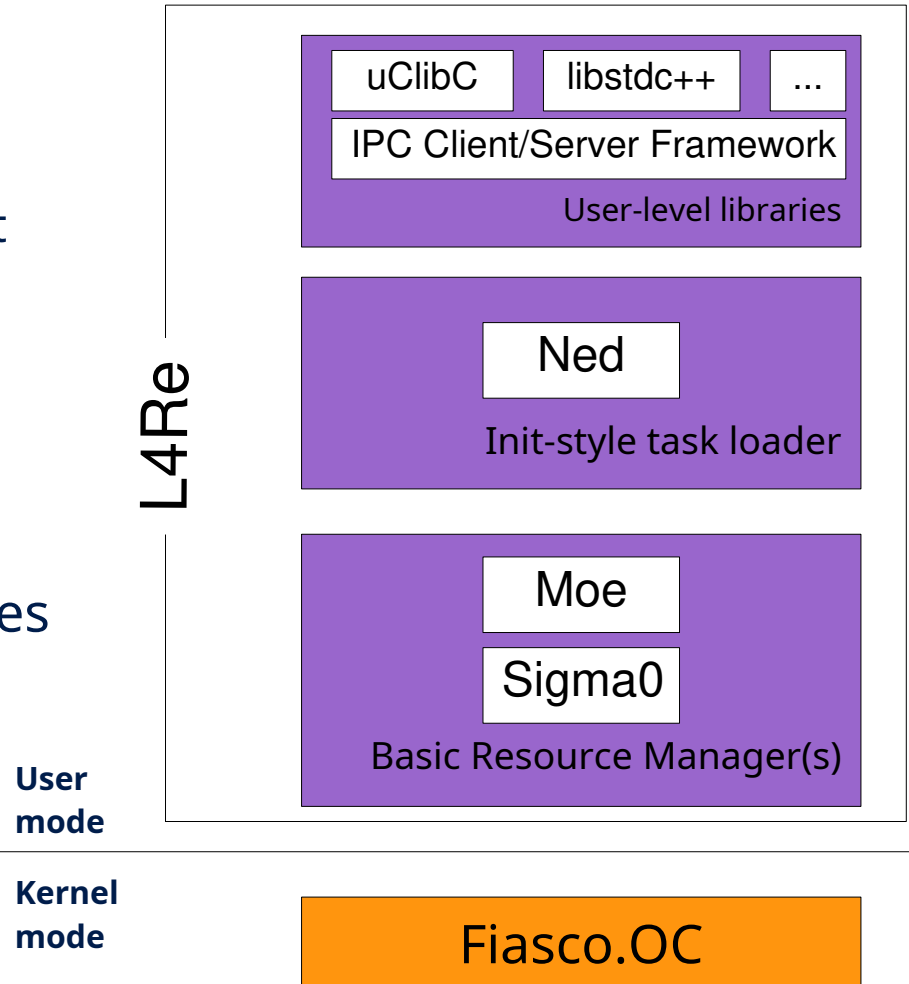 uClibC
libstdc++
...
IPC Client/Server Framework
User-level libraries
t
Ned
Init-style task loader
L4Re
Moe
es
Sigma0
Basic Resource Manager(s)
User
mode
Kernel
mode
Fiasco.OC